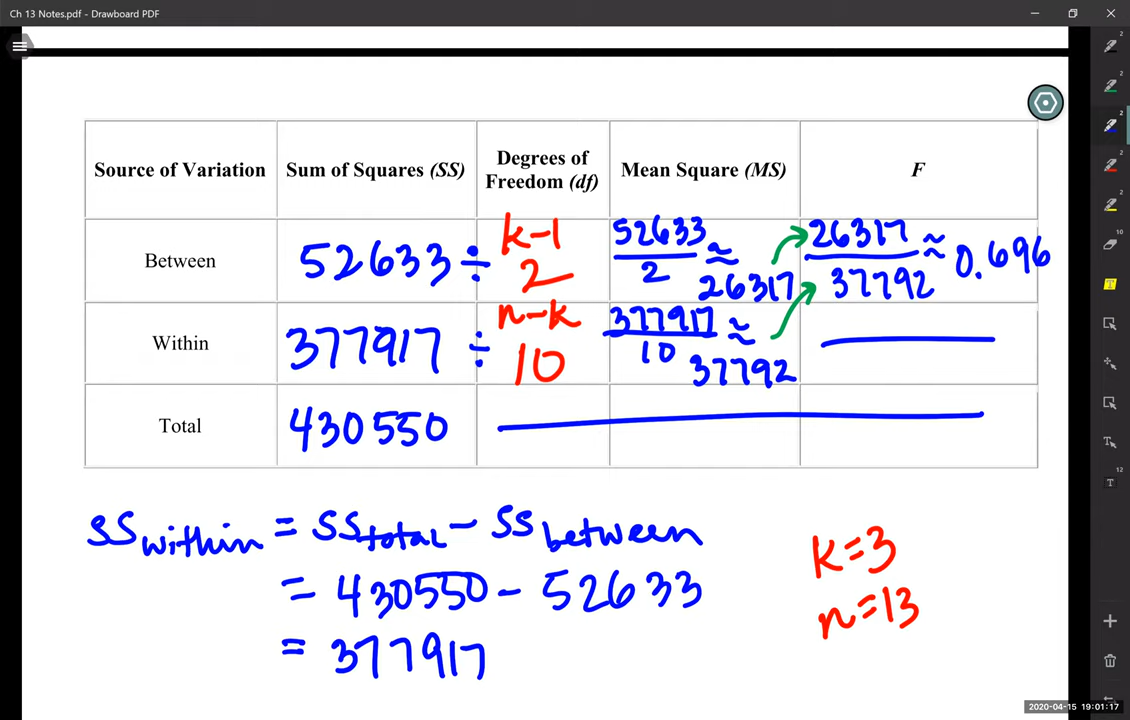 Ch 13 Notes.pdf - Drawboard PDF
Source of Variation Sum of Squares (SS) Degrees of Freedom (df) Mean Square (MS) F
Between 52633 ÷ k-1 2 52633/2 ≈ 26317 26317/37792 ≈ 0.696
Within 377917 ÷ n-k 10 377917/10 ≈ 37792
Total 430550
SSwithin = SStotal - SSbetween
= 430550 - 52633
= 377917
k=3
n=13
2020-04-15 19:01:17